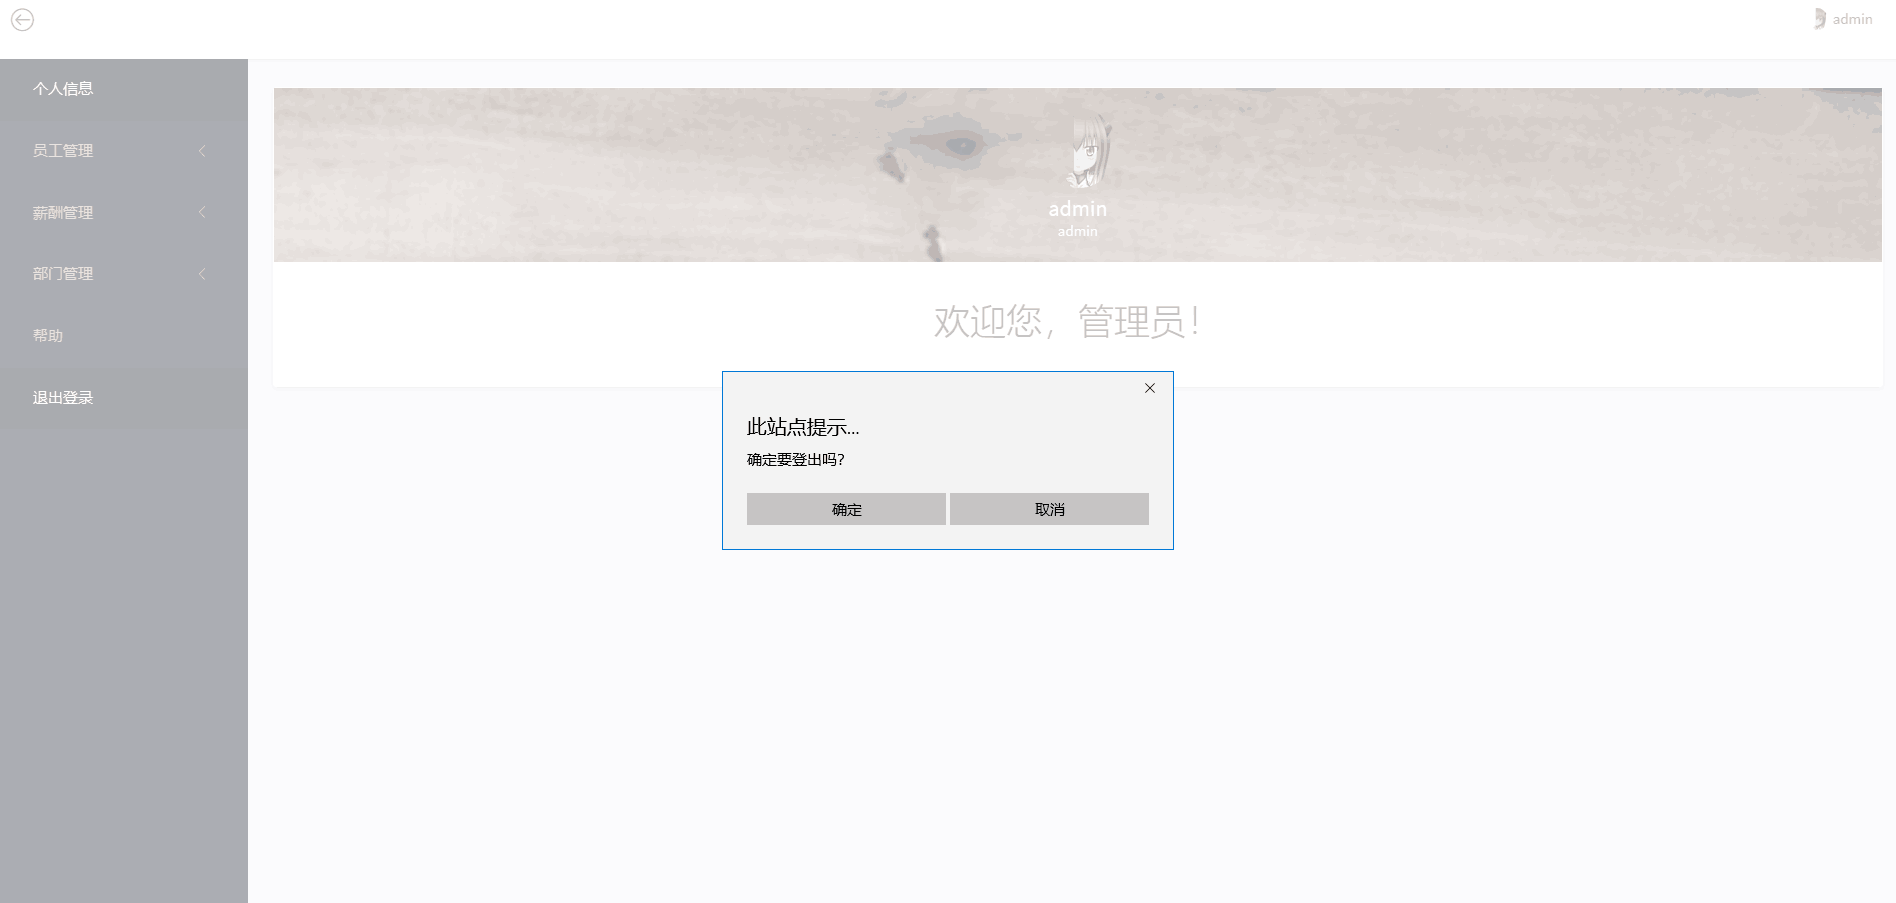 admin
个人信息
员工管理
薪酬管理
部门管理
帮助
退出登录
admin
admin
欢迎您，管理员！
此站点提示...
确定要登出吗？
确定
取消